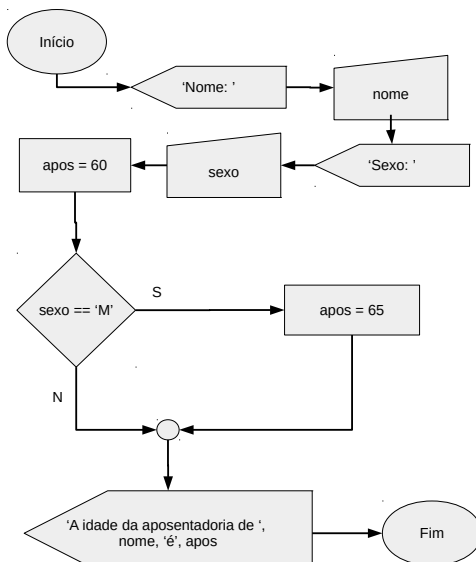 Início
‘Nome: ’
nome
‘Sexo: ’
sexo
apos = 60
sexo == ‘M’
S
apos = 65
N
‘A idade da aposentadoria de ‘,
nome, ‘é’, apos
Fim